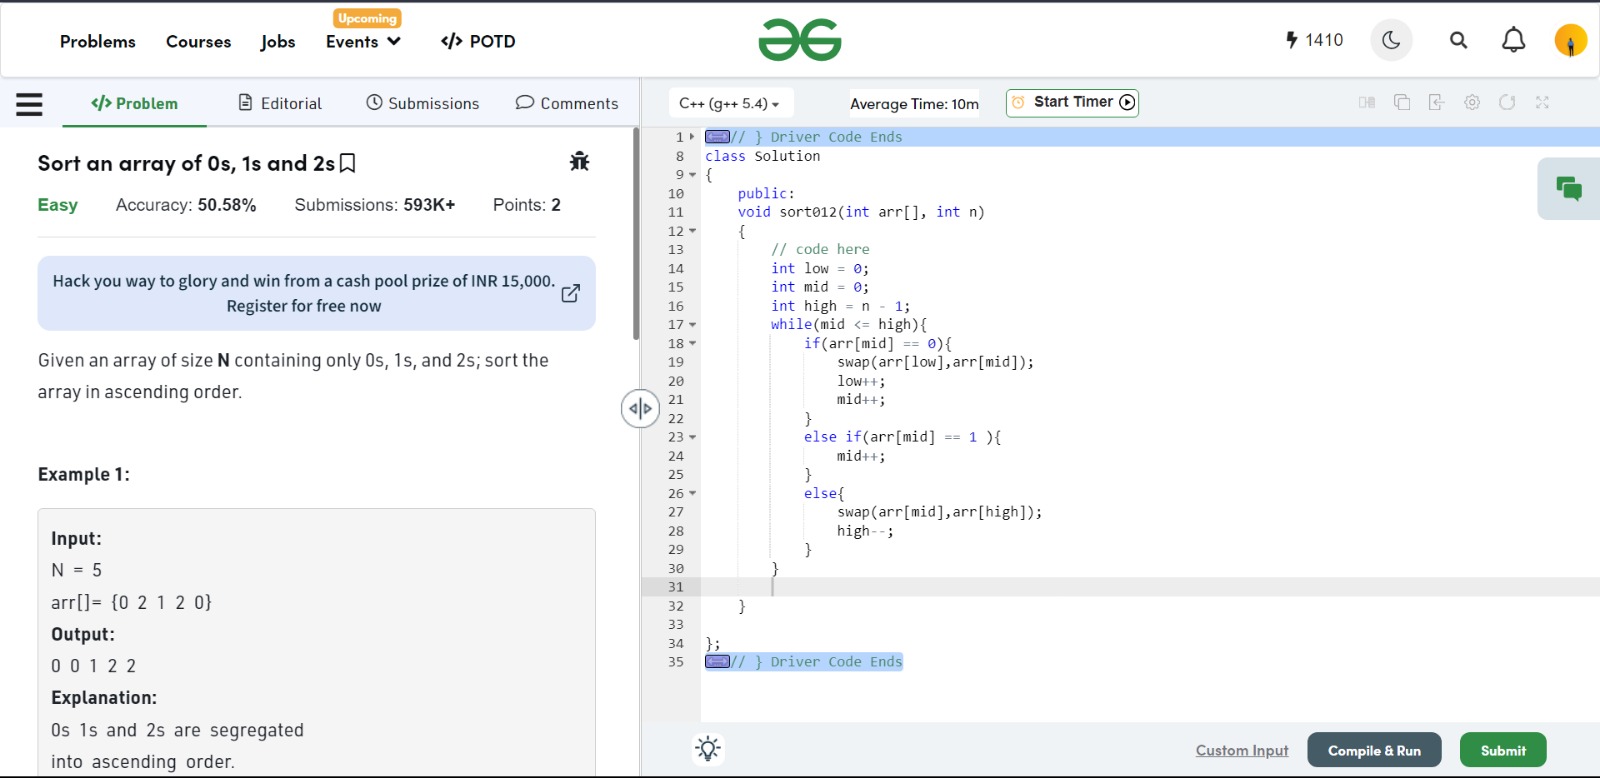 Problems Courses Jobs Upcoming Events </> POTD 1410
</> Problem Editorial Submissions Comments
Sort an array of 0s, 1s and 2s
Easy Accuracy: 50.58% Submissions: 593K+ Points: 2
Hack you way to glory and win from a cash pool prize of INR 15,000.
Register for free now
Given an array of size N containing only 0s, 1s, and 2s; sort the
array in ascending order.
Example 1:
Input:
N = 5
arr[]= {0 2 1 2 0}
Output:
0 0 1 2 2
Explanation:
0s 1s and 2s are segregated
into ascending order.
C++ (g++ 5.4) Average Time: 10m Start Timer
1 // } Driver Code Ends
8 class Solution
9 {
10 public:
11 void sort012(int arr[], int n)
12 {
13 // code here
14 int low = 0;
15 int mid = 0;
16 int high = n - 1;
17 while(mid <= high){
18 if(arr[mid] == 0){
19 swap(arr[low],arr[mid]);
20 low++;
21 mid++;
22 }
23 else if(arr[mid] == 1 ){
24 mid++;
25 }
26 else{
27 swap(arr[mid],arr[high]);
28 high--;
29 }
30 }
31
32 }
33
34 };
35 // } Driver Code Ends
Custom Input Compile & Run Submit